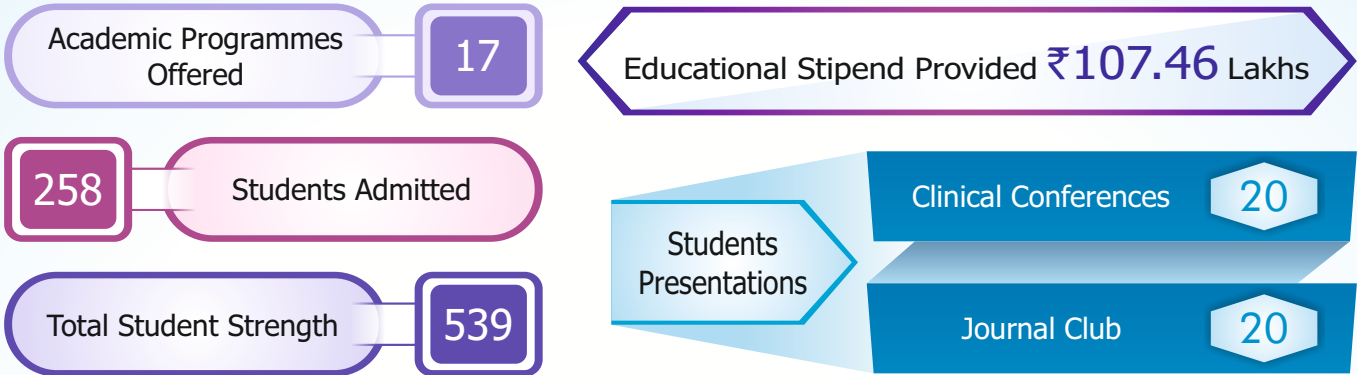 Academic Programmes
Offered
17
258
Students Admitted
Total Student Strength
539
Educational Stipend Provided ₹107.46 Lakhs
Students
Presentations
Clinical Conferences
20
Journal Club
20